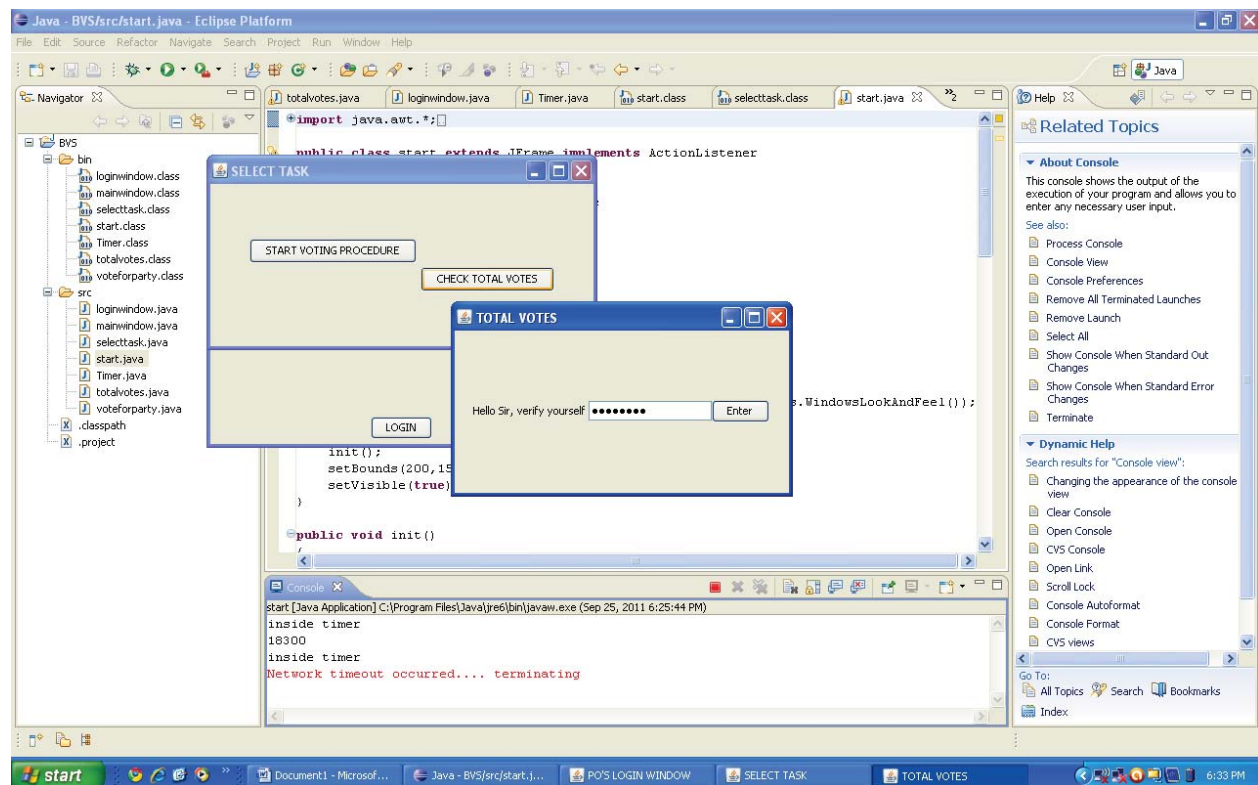 Java - BVS/src/start.java - Eclipse Platform
File Edit Source Refactor Navigate Search Project Run Window Help
Java
Navigator
BVS
bin
loginwindow.class
mainwindow.class
selecttask.class
start.class
Timer.class
totalvotes.class
voteforparty.class
src
loginwindow.java
mainwindow.java
selecttask.java
start.java
Timer.java
totalvotes.java
voteforparty.java
.classpath
.project
totalvotes.java loginwindow.java Timer.java start.class selecttask.class start.java 2
import java.awt.*;
public class start extends JFrame implements ActionListener
;
s.WindowsLookAndFeel());
init();
setBounds(200,15
setVisible(true)
}
public void init()
SELECT TASK
START VOTING PROCEDURE
CHECK TOTAL VOTES
LOGIN
TOTAL VOTES
Hello Sir, verify yourself ●●●●●●●● Enter
Console
start [Java Application] C:\Program Files\Java\jre6\bin\javaw.exe (Sep 25, 2011 6:25:44 PM)
inside timer
18300
inside timer
Network timeout occurred.... terminating
Help
Related Topics
About Console
This console shows the output of the
execution of your program and allows you to
enter any necessary user input.
See also:
Process Console
Console View
Console Preferences
Remove All Terminated Launches
Remove Launch
Select All
Show Console When Standard Out
Changes
Show Console When Standard Error
Changes
Terminate
Dynamic Help
Search results for "Console view":
Changing the appearance of the console
view
Clear Console
Open Console
CVS Console
Open Link
Scroll Lock
Console Autoformat
Console Format
CVS views
Go To:
All Topics Search Bookmarks
Index
start Document1 - Microsof... Java - BVS/src/start.j... PO'S LOGIN WINDOW SELECT TASK TOTAL VOTES 6:33 PM